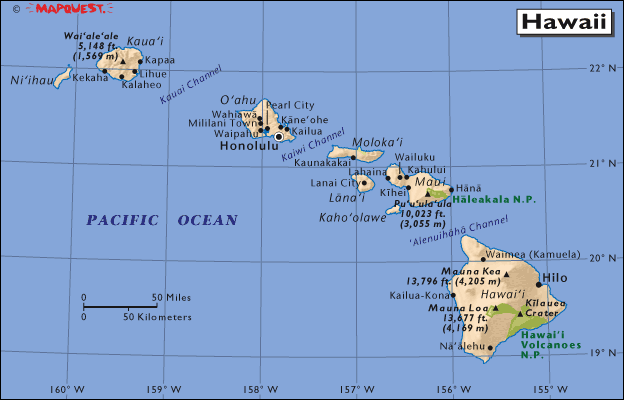 © MAPQUEST.
Hawaii
Wai'ale'ale
5,148 ft.
(1,569 m)
Kaua'i
Kapaa
Ni'ihau
Kekaha
Lihue
Kalaheo
Kauai Channel
22° N
O'ahu
Pearl City
Wahiawā
Mililani Town
Waipahu
Kāne'ohe
Kailua
Honolulu
Kaiwi Channel
Moloka'i
Kaunakakai
Wailuku
Kahului
Lahaina
21° N
Lanai City
Lāna'i
Maui
Kīhei
Hānā
Haleakala N.P.
Pu'u'ula'ula
10,023 ft.
(3,055 m)
Kaho'olawe
'Alenuihāhā Channel
PACIFIC OCEAN
Waimea (Kamuela)
20° N
Mauna Kea
13,796 ft. (4,205 m)
Hilo
Kailua-Kona
Hawai'i
Mauna Loa
13,677 ft.
(4,169 m)
Kīlauea
Crater
Hawai'i
Volcanoes
N.P.
Nā'ālehu
19° N
0 50 Miles
0 50 Kilometers
160° W
159° W
158° W
157° W
156° W
155° W